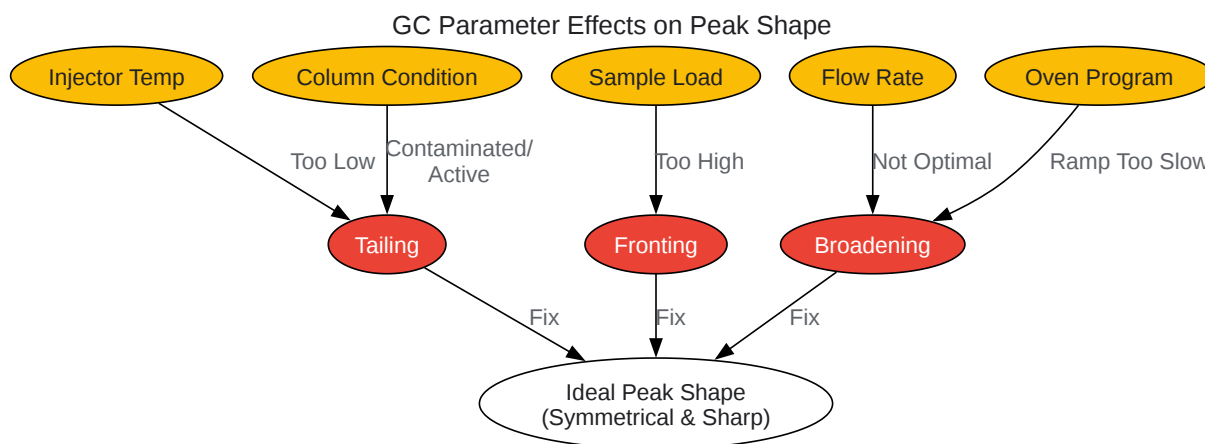 GC Parameter Effects on Peak Shape
Injector Temp
Column Condition
Sample Load
Flow Rate
Oven Program
Too Low
Contaminated/
Active
Too High
Not Optimal
Ramp Too Slow
Tailing
Fronting
Broadening
Fix
Fix
Fix
Ideal Peak Shape
(Symmetrical & Sharp)